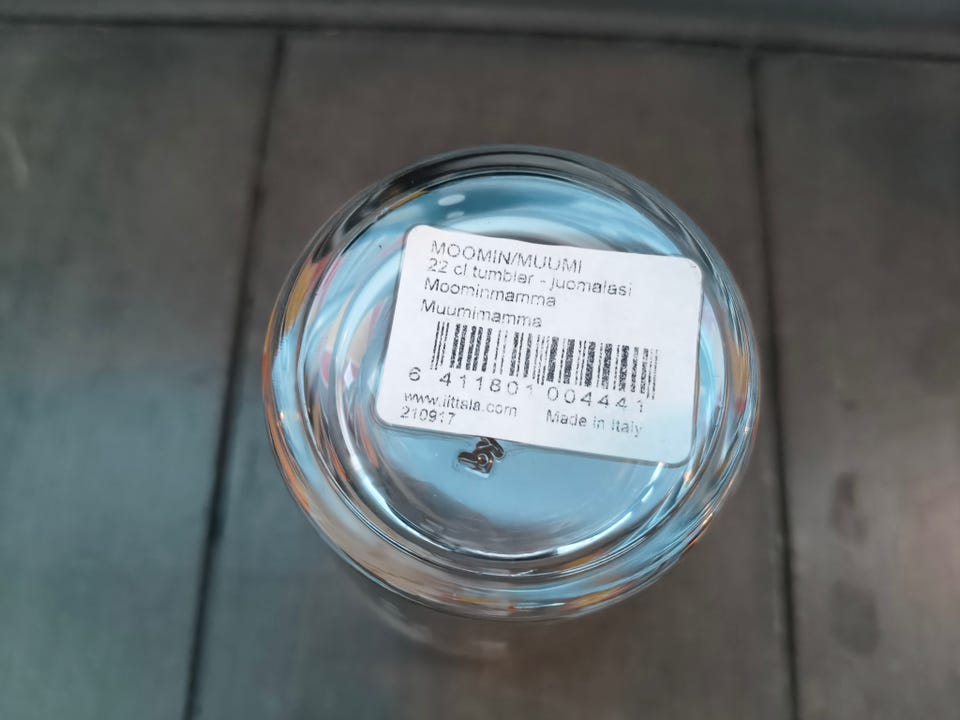 MOOMIN/MUUMI
22 cl tumbler - juomalasi
Moominmamma
Muumimamma
6 411801 004441
www.iittala.com
210917 Made in Italy